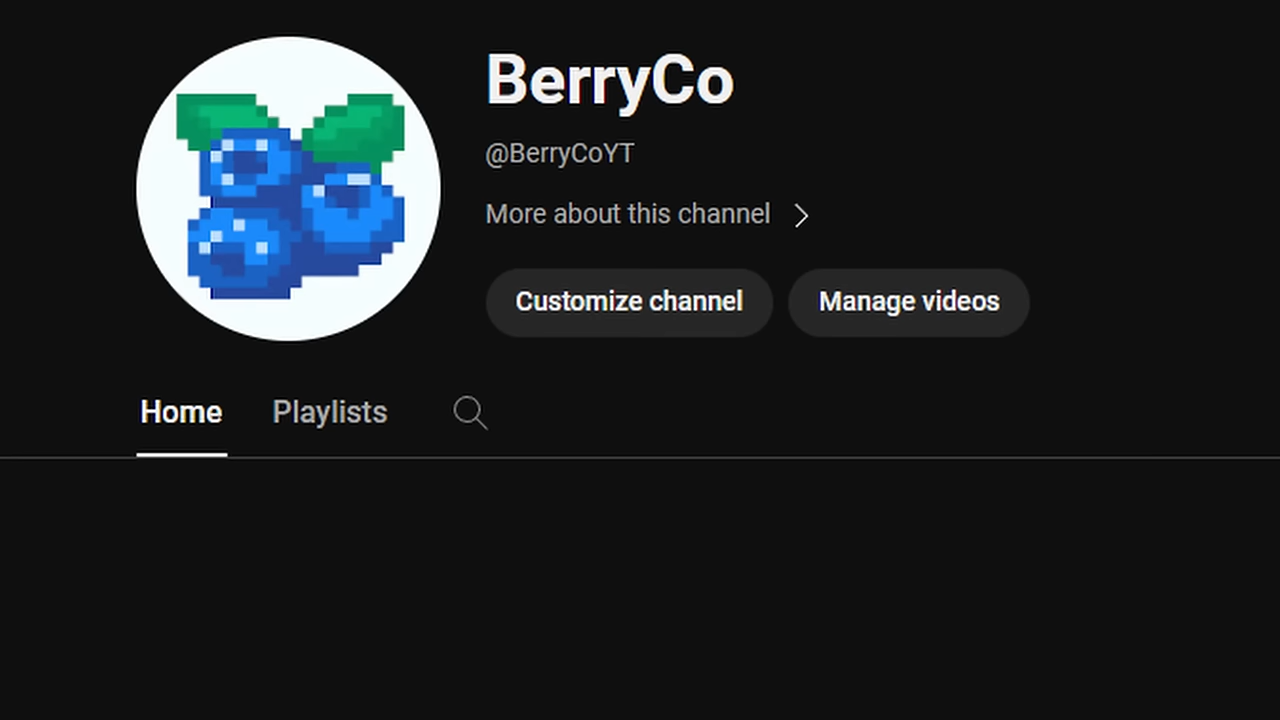 BerryCo
@BerryCoYT
More about this channel
Customize channel Manage videos
Home Playlists